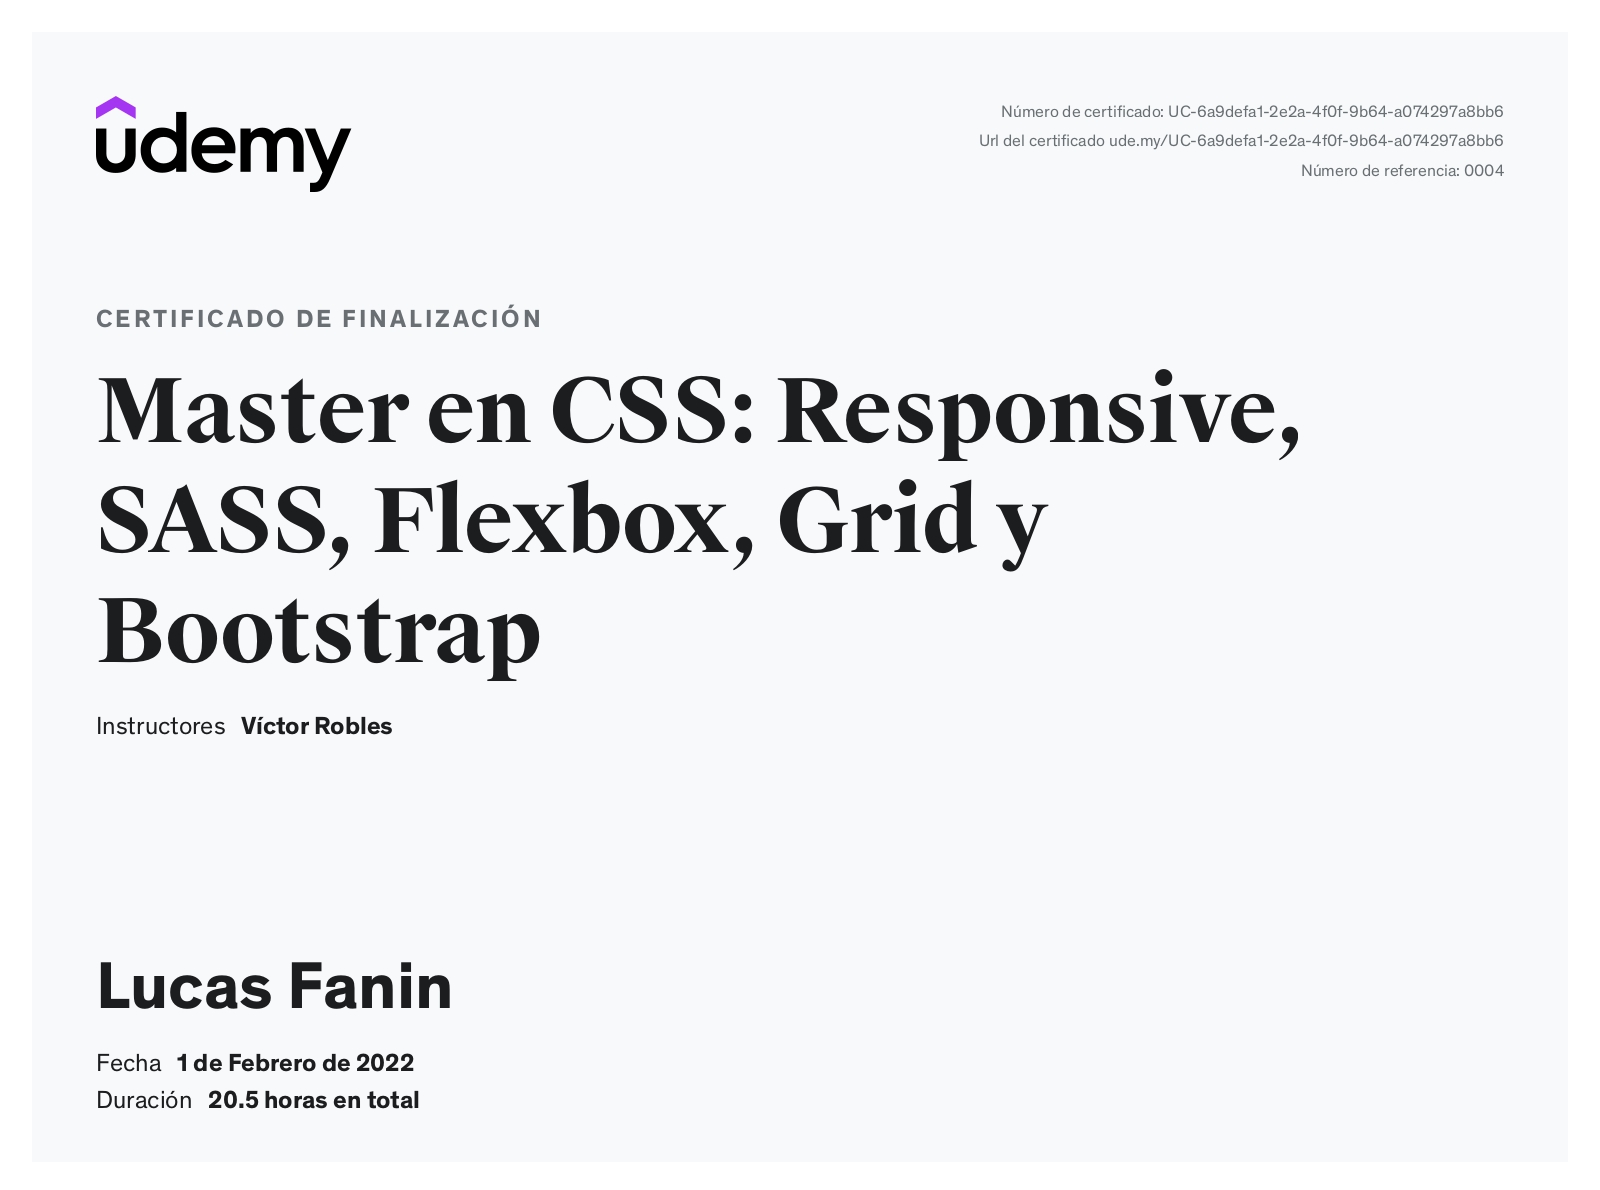 udemy
Número de certificado: UC-6a9defa1-2e2a-4f0f-9b64-a074297a8bb6
Url del certificado ude.my/UC-6a9defa1-2e2a-4f0f-9b64-a074297a8bb6
Número de referencia: 0004
CERTIFICADO DE FINALIZACIÓN
Master en CSS: Responsive,
SASS, Flexbox, Grid y
Bootstrap
Instructores Víctor Robles
Lucas Fanin
Fecha 1 de Febrero de 2022
Duración 20.5 horas en total